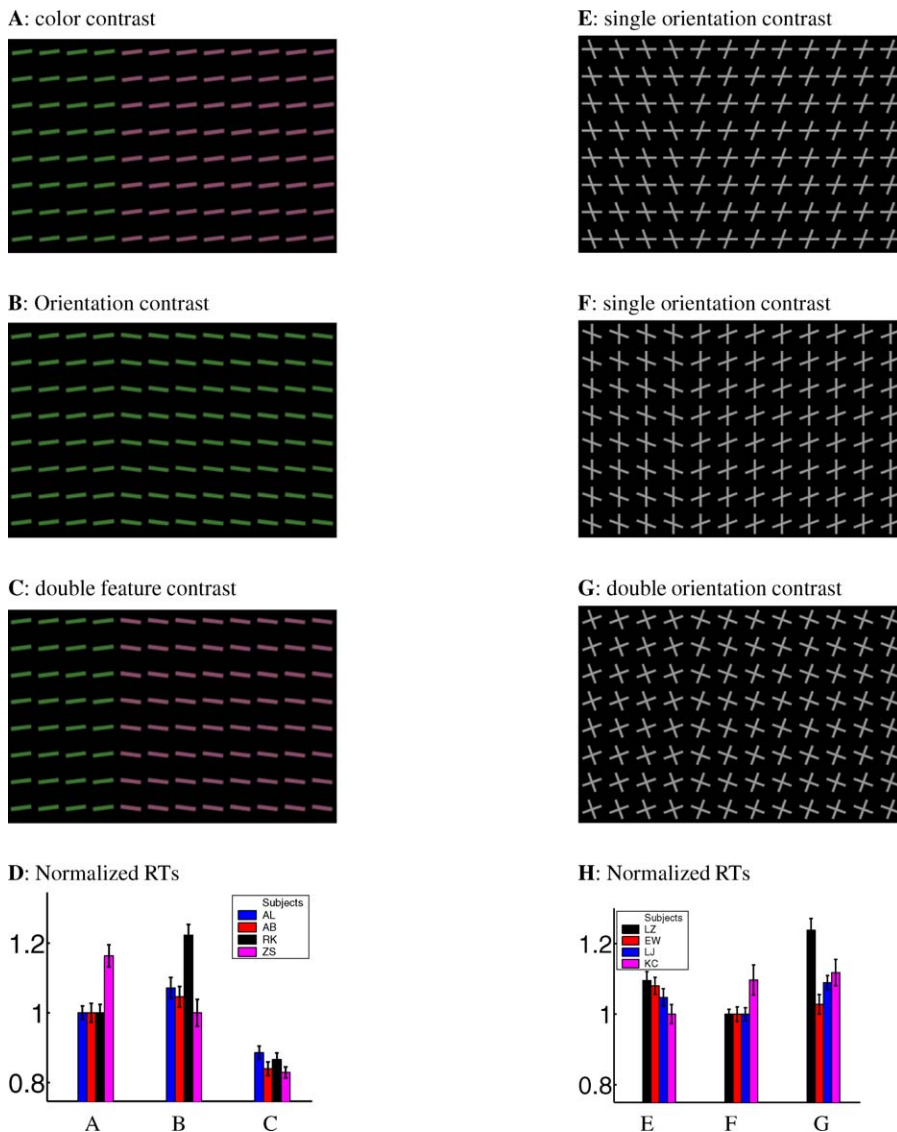 A: color contrast
B: Orientation contrast
C: double feature contrast
D: Normalized RTs
Subjects
AL
AB
RK
ZS
1.2
1
0.8
A B C
E: single orientation contrast
F: single orientation contrast
G: double orientation contrast
H: Normalized RTs
Subjects
LZ
EW
LJ
KC
1.2
1
0.8
E F G